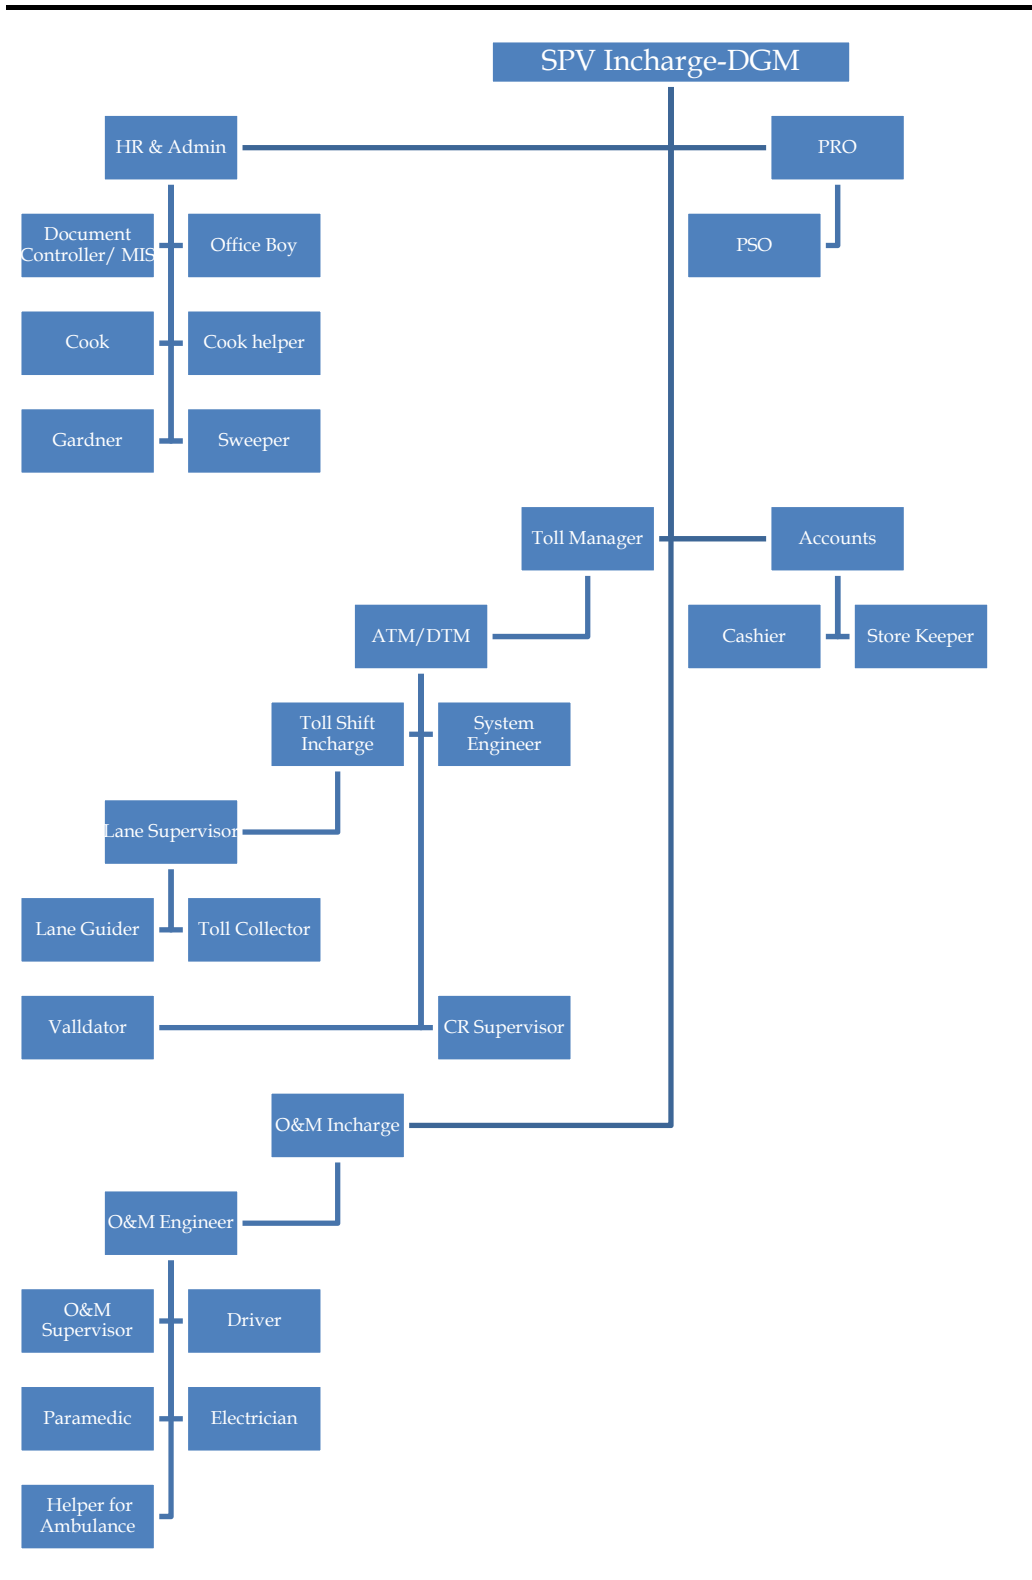 SPV Incharge-DGM
HR & Admin
PRO
Document
Controller/ MIS
Office Boy
PSO
Cook
Cook helper
Gardner
Sweeper
Toll Manager
Accounts
ATM/DTM
Cashier
Store Keeper
Toll Shift
Incharge
System
Engineer
Lane Supervisor
Lane Guider
Toll Collector
Valldator
CR Supervisor
O&M Incharge
O&M Engineer
O&M
Supervisor
Driver
Paramedic
Electrician
Helper for
Ambulance